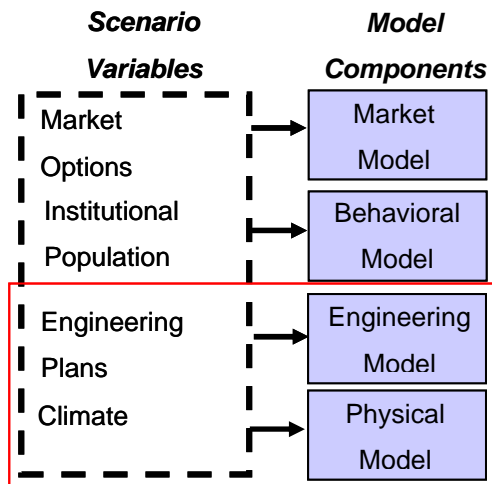 Scenario
Variables
Market
Options
Institutional
Population
Engineering
Plans
Climate
Model
Components
Market
Model
Behavioral
Model
Engineering
Model
Physical
Model